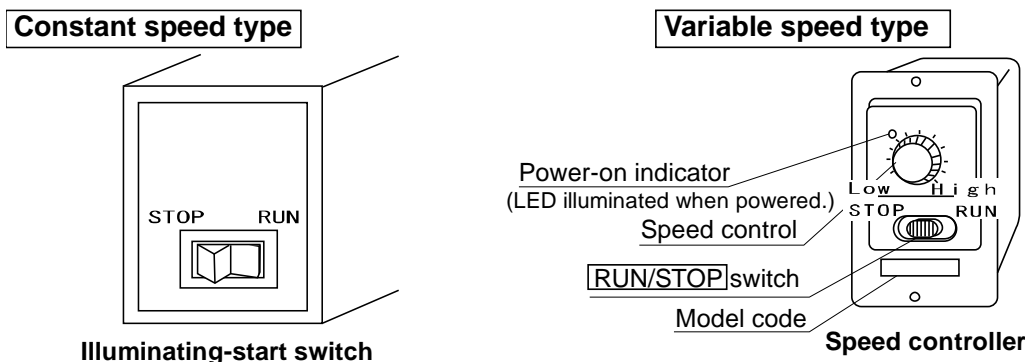 Constant speed type
STOP RUN
Illuminating-start switch
Variable speed type
Power-on indicator
(LED illuminated when powered.)
Speed control
Low High
STOP RUN
RUN/STOP switch
Model code
Speed controller